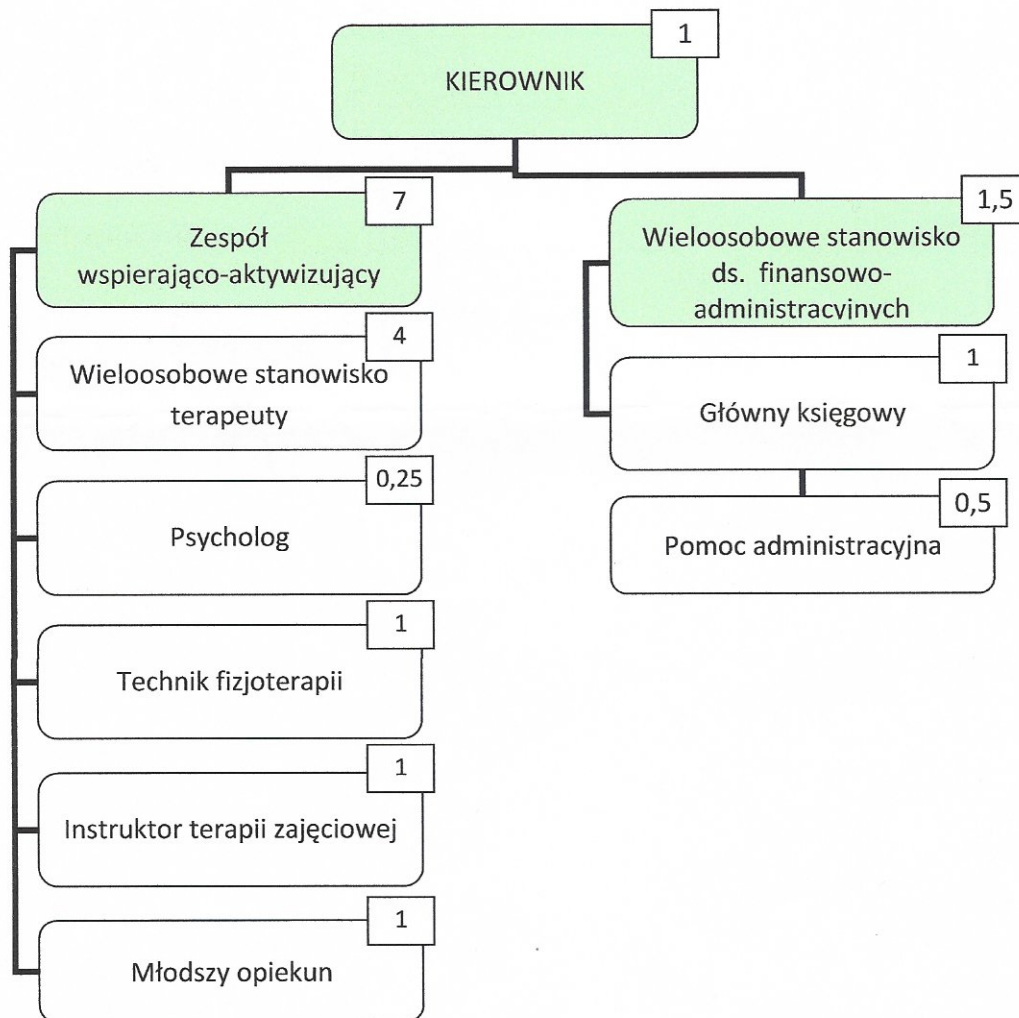 1
KIEROWNIK
7
Zespół
wspierająco-aktywizujący
4
Wieloosobowe stanowisko
terapeuty
0,25
Psycholog
1
Technik fizjoterapii
1
Instruktor terapii zajęciowej
1
Młodszy opiekun
1,5
Wieloosobowe stanowisko
ds. finansowo-
administracyjnych
1
Główny księgowy
0,5
Pomoc administracyjna